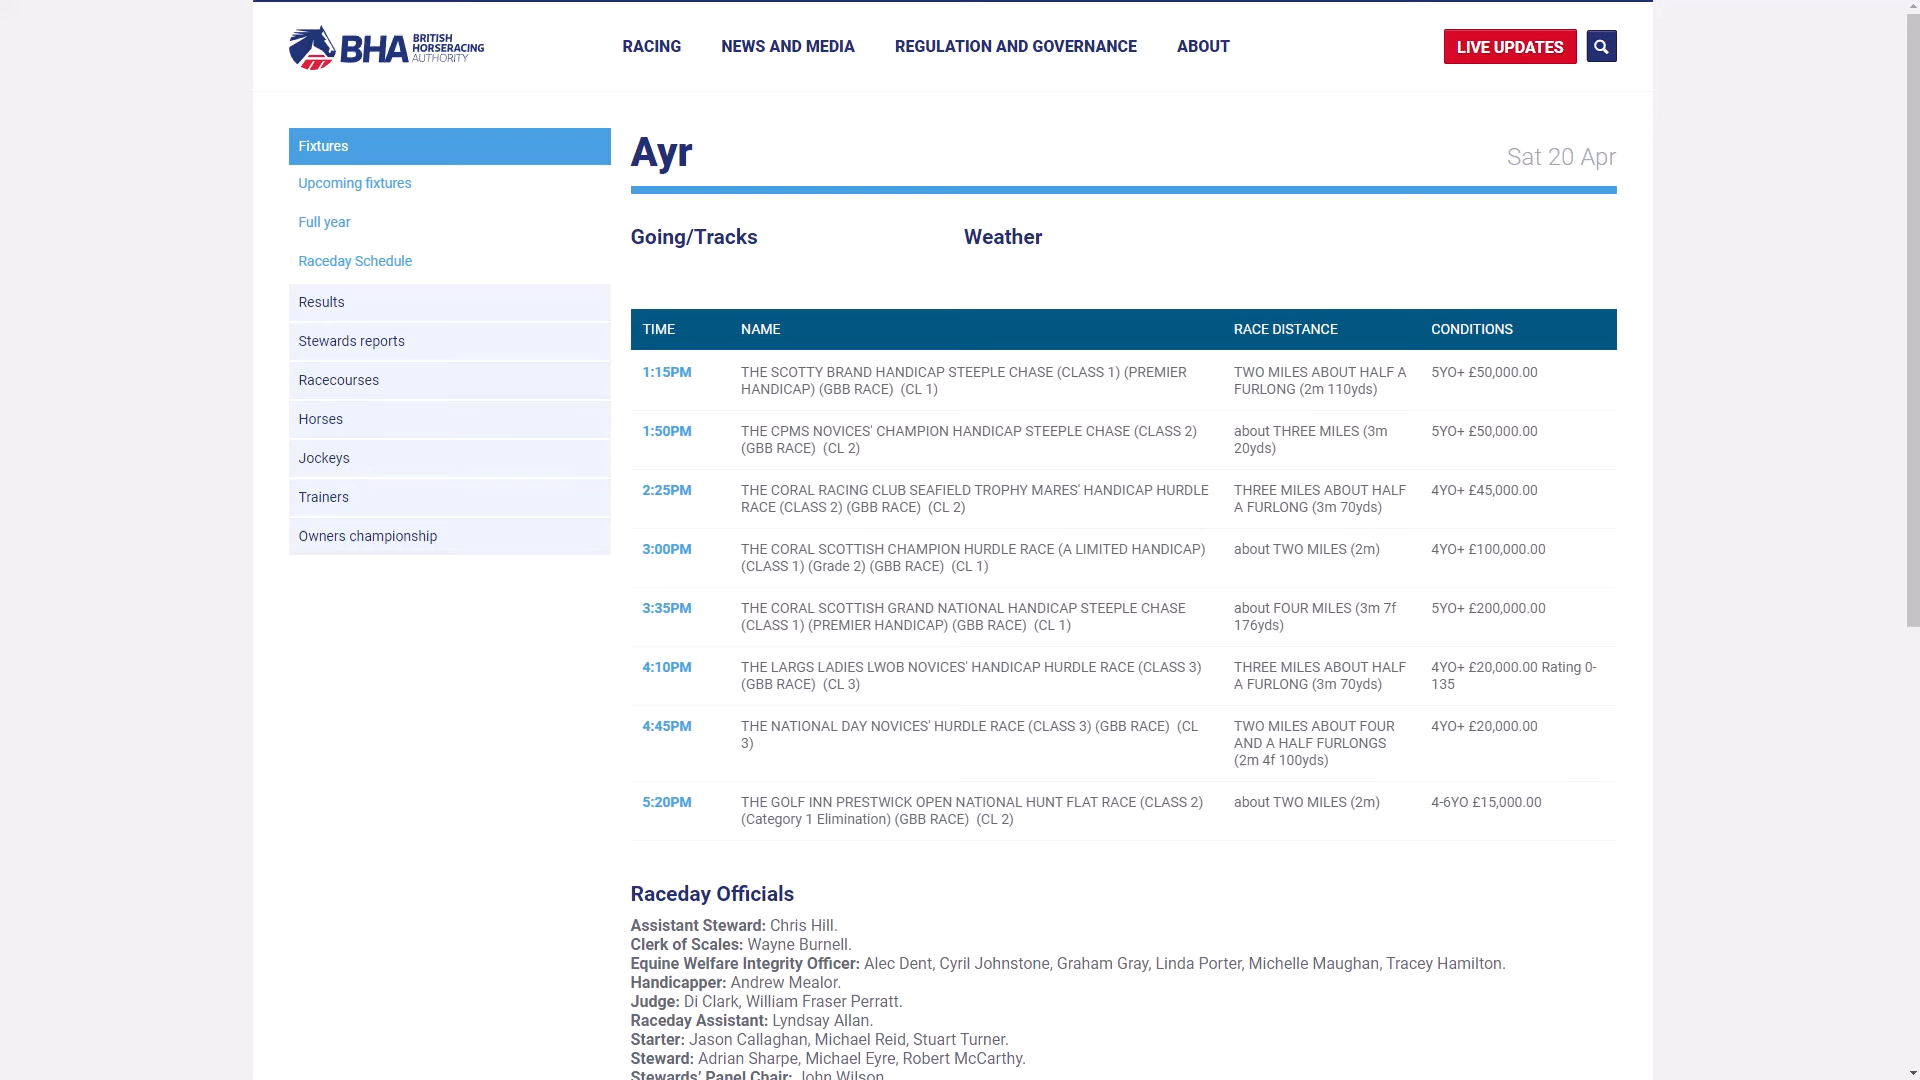 BHA BRITISH HORSERACING AUTHORITY
RACING NEWS AND MEDIA REGULATION AND GOVERNANCE ABOUT
LIVE UPDATES
Fixtures
Upcoming fixtures
Full year
Raceday Schedule
Results
Stewards reports
Racecourses
Horses
Jockeys
Trainers
Owners championship
Ayr
Sat 20 Apr
Going/Tracks Weather
TIME NAME RACE DISTANCE CONDITIONS
1:15PM THE SCOTTY BRAND HANDICAP STEEPLE CHASE (CLASS 1) (PREMIER TWO MILES ABOUT HALF A 5YO+ £50,000.00
HANDICAP) (GBB RACE) (CL 1) FURLONG (2m 110yds)
1:50PM THE CPMS NOVICES' CHAMPION HANDICAP STEEPLE CHASE (CLASS 2) about THREE MILES (3m 5YO+ £50,000.00
(GBB RACE) (CL 2) 20yds)
2:25PM THE CORAL RACING CLUB SEAFIELD TROPHY MARES' HANDICAP HURDLE THREE MILES ABOUT HALF 4YO+ £45,000.00
RACE (CLASS 2) (GBB RACE) (CL 2) A FURLONG (3m 70yds)
3:00PM THE CORAL SCOTTISH CHAMPION HURDLE RACE (A LIMITED HANDICAP) about TWO MILES (2m) 4YO+ £100,000.00
(CLASS 1) (Grade 2) (GBB RACE) (CL 1)
3:35PM THE CORAL SCOTTISH GRAND NATIONAL HANDICAP STEEPLE CHASE about FOUR MILES (3m 7f 5YO+ £200,000.00
(CLASS 1) (PREMIER HANDICAP) (GBB RACE) (CL 1) 176yds)
4:10PM THE LARGS LADIES LWOB NOVICES' HANDICAP HURDLE RACE (CLASS 3) THREE MILES ABOUT HALF 4YO+ £20,000.00 Rating 0-
(GBB RACE) (CL 3) A FURLONG (3m 70yds) 135
4:45PM THE NATIONAL DAY NOVICES' HURDLE RACE (CLASS 3) (GBB RACE) (CL TWO MILES ABOUT FOUR 4YO+ £20,000.00
3) AND A HALF FURLONGS
(2m 4f 100yds)
5:20PM THE GOLF INN PRESTWICK OPEN NATIONAL HUNT FLAT RACE (CLASS 2) about TWO MILES (2m) 4-6YO £15,000.00
(Category 1 Elimination) (GBB RACE) (CL 2)
Raceday Officials
Assistant Steward: Chris Hill.
Clerk of Scales: Wayne Burnell.
Equine Welfare Integrity Officer: Alec Dent, Cyril Johnstone, Graham Gray, Linda Porter, Michelle Maughan, Tracey Hamilton.
Handicapper: Andrew Mealor.
Judge: Di Clark, William Fraser Perratt.
Raceday Assistant: Lyndsay Allan.
Starter: Jason Callaghan, Michael Reid, Stuart Turner.
Steward: Adrian Sharpe, Michael Eyre, Robert McCarthy.
Stewards’ Panel Chair: John Wilson.